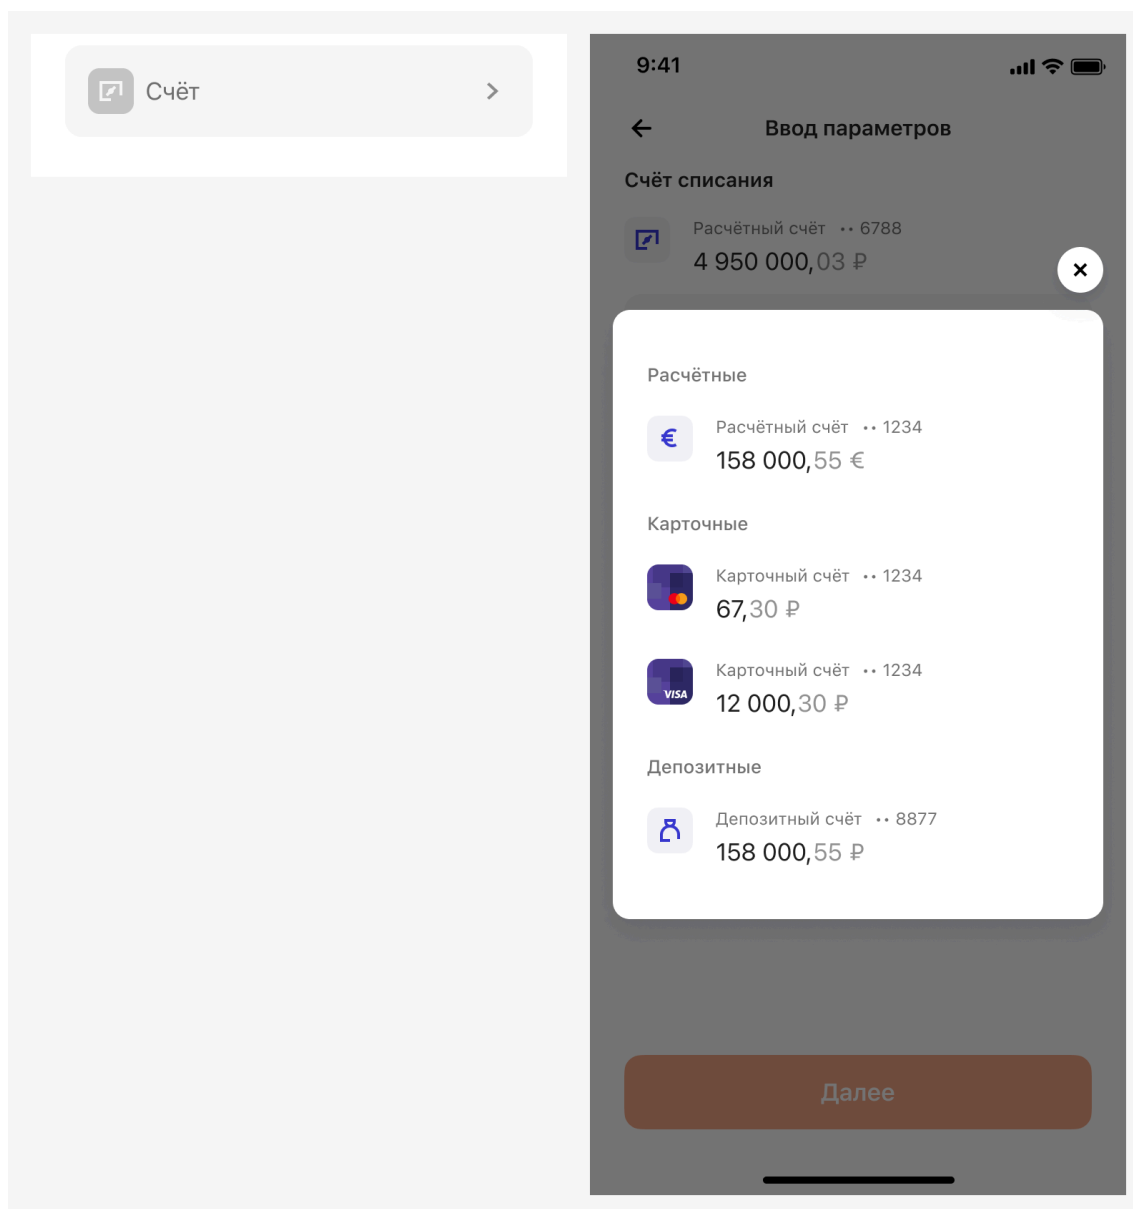 Счёт
9:41
Ввод параметров
Счёт списания
Расчётный счёт •• 6788
4 950 000,03 ₽
Расчётные
€
Расчётный счёт •• 1234
158 000,55 €
Карточные
Карточный счёт •• 1234
67,30 ₽
Карточный счёт •• 1234
VISA
12 000,30 ₽
Депозитные
Депозитный счёт •• 8877
158 000,55 ₽
Далее